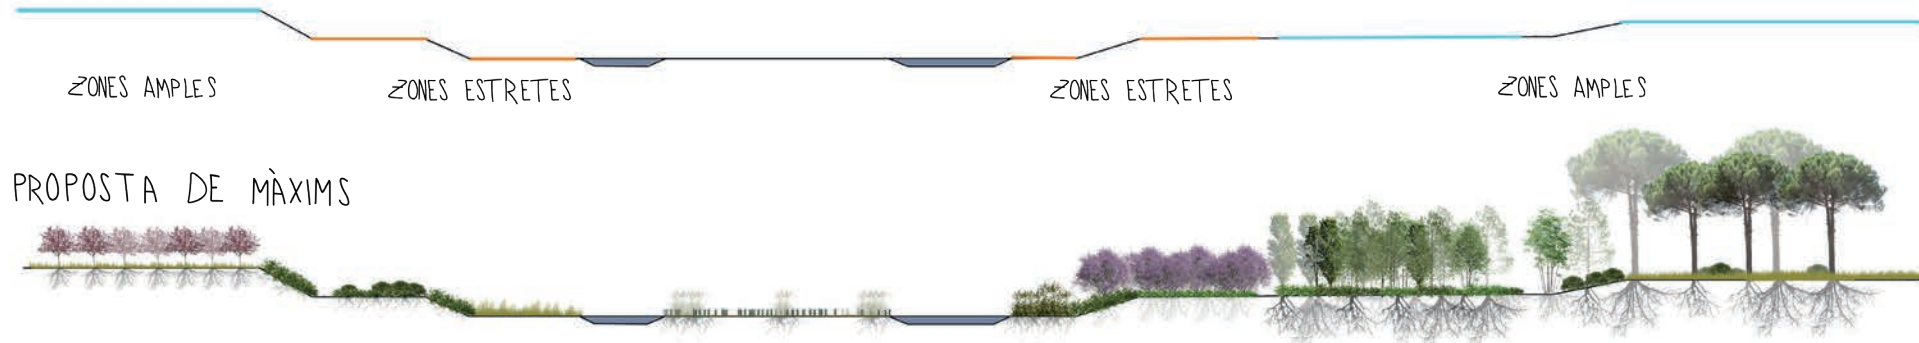 ZONES AMPLES
ZONES ESTRETES
ZONES ESTRETES
ZONES AMPLES
PROPOSTA DE MÀXIMS